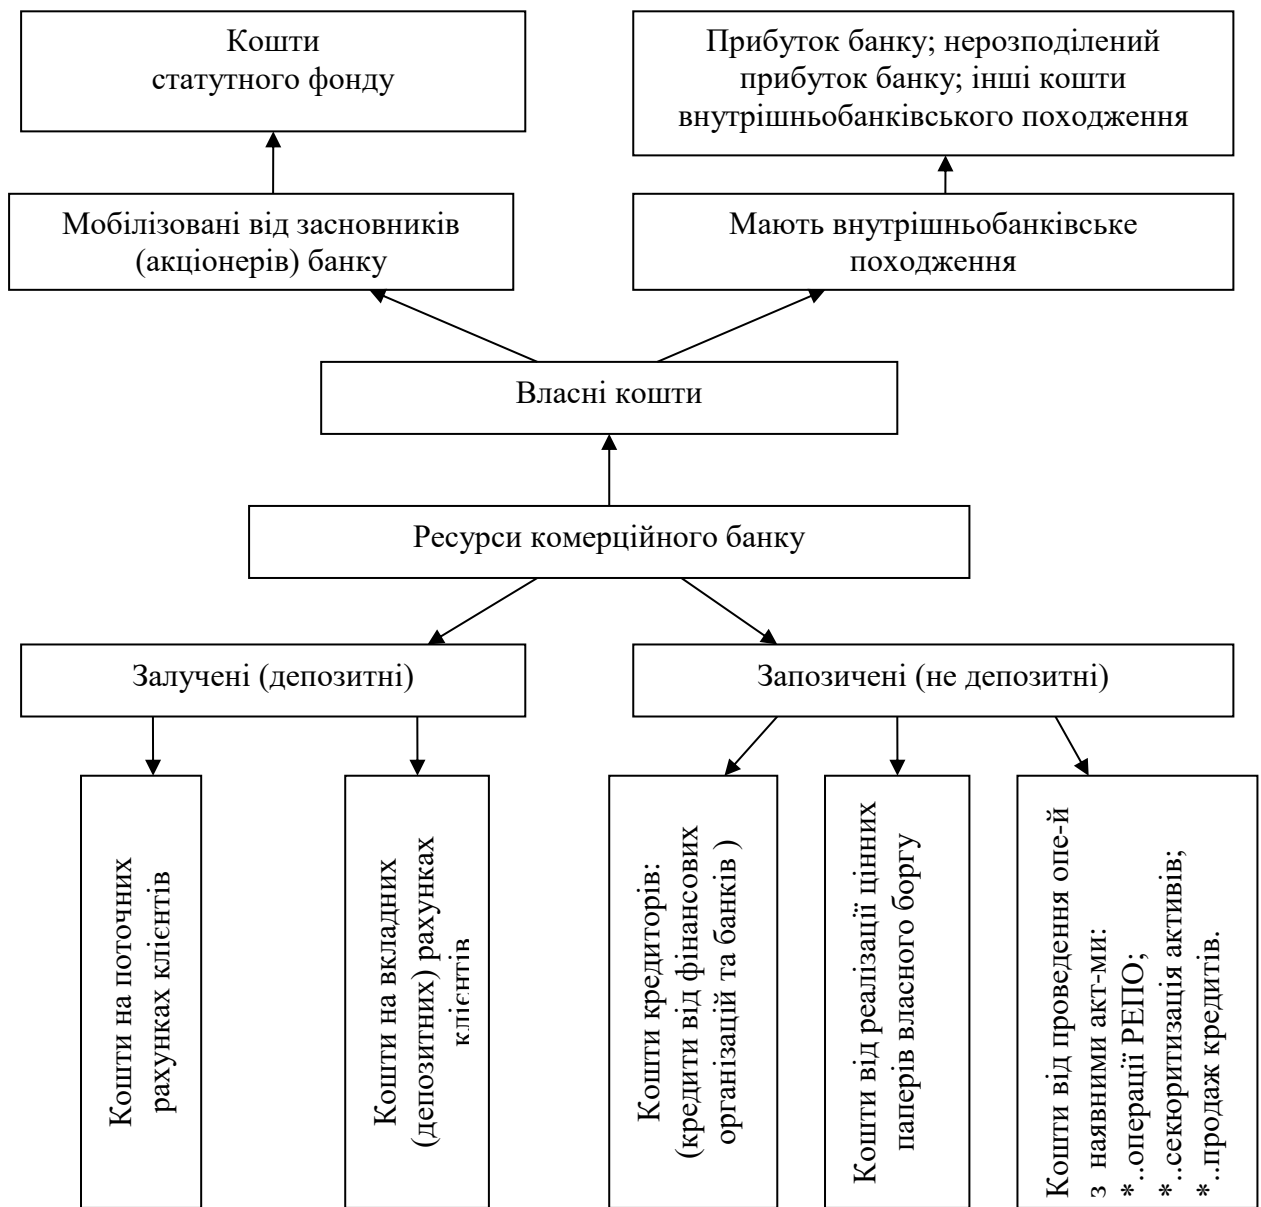 Кошти
статутного фонду
Прибуток банку; нерозподілений
прибуток банку; інші кошти
внутрішньобанківського походження
Мобілізовані від засновників
(акціонерів) банку
Мають внутрішньобанківське
походження
Власні кошти
Ресурси комерційного банку
Залучені (депозитні)
Запозичені (не депозитні)
Кошти на поточних
рахунках клієнтів
Кошти на вкладних
(депозитних) рахунках
клієнтів
Кошти кредиторів:
(кредити від фінансових
організацій та банків )
Кошти від реалізації цінних
паперів власного боргу
Кошти від проведення опе-й
з наявними акт-ми:
*..операції РЕПО;
*..секюритизація активів;
*..продаж кредитів.